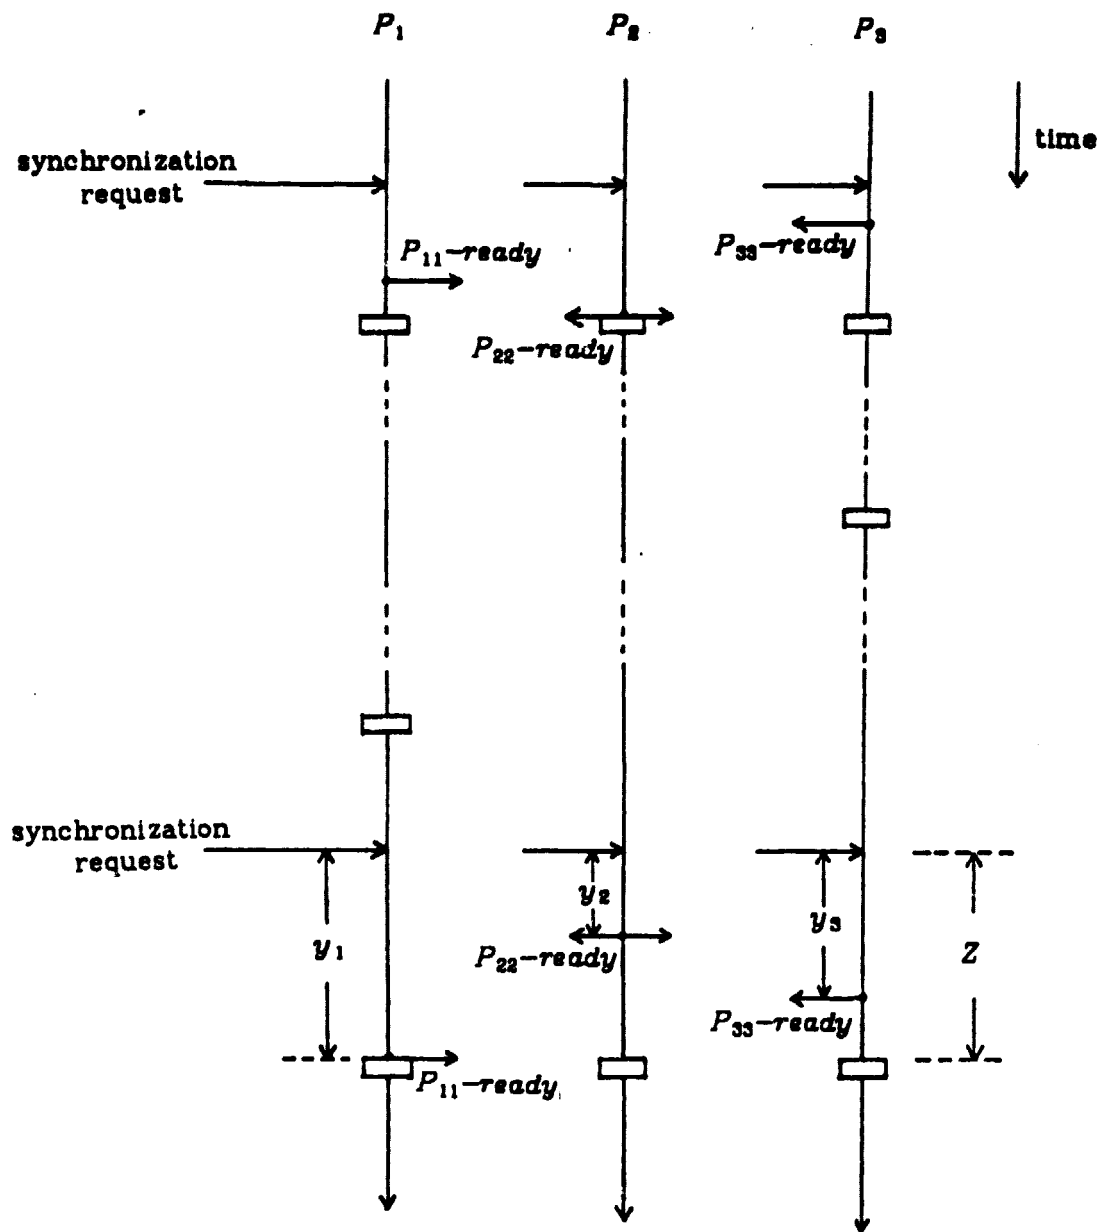 P₁ P₂ P₃
time
synchronization
request
P₃₃-ready
P₁₁-ready
P₂₂-ready
synchronization
request
y₁
y₂
y₃
Z
P₂₂-ready
P₃₃-ready
P₁₁-ready